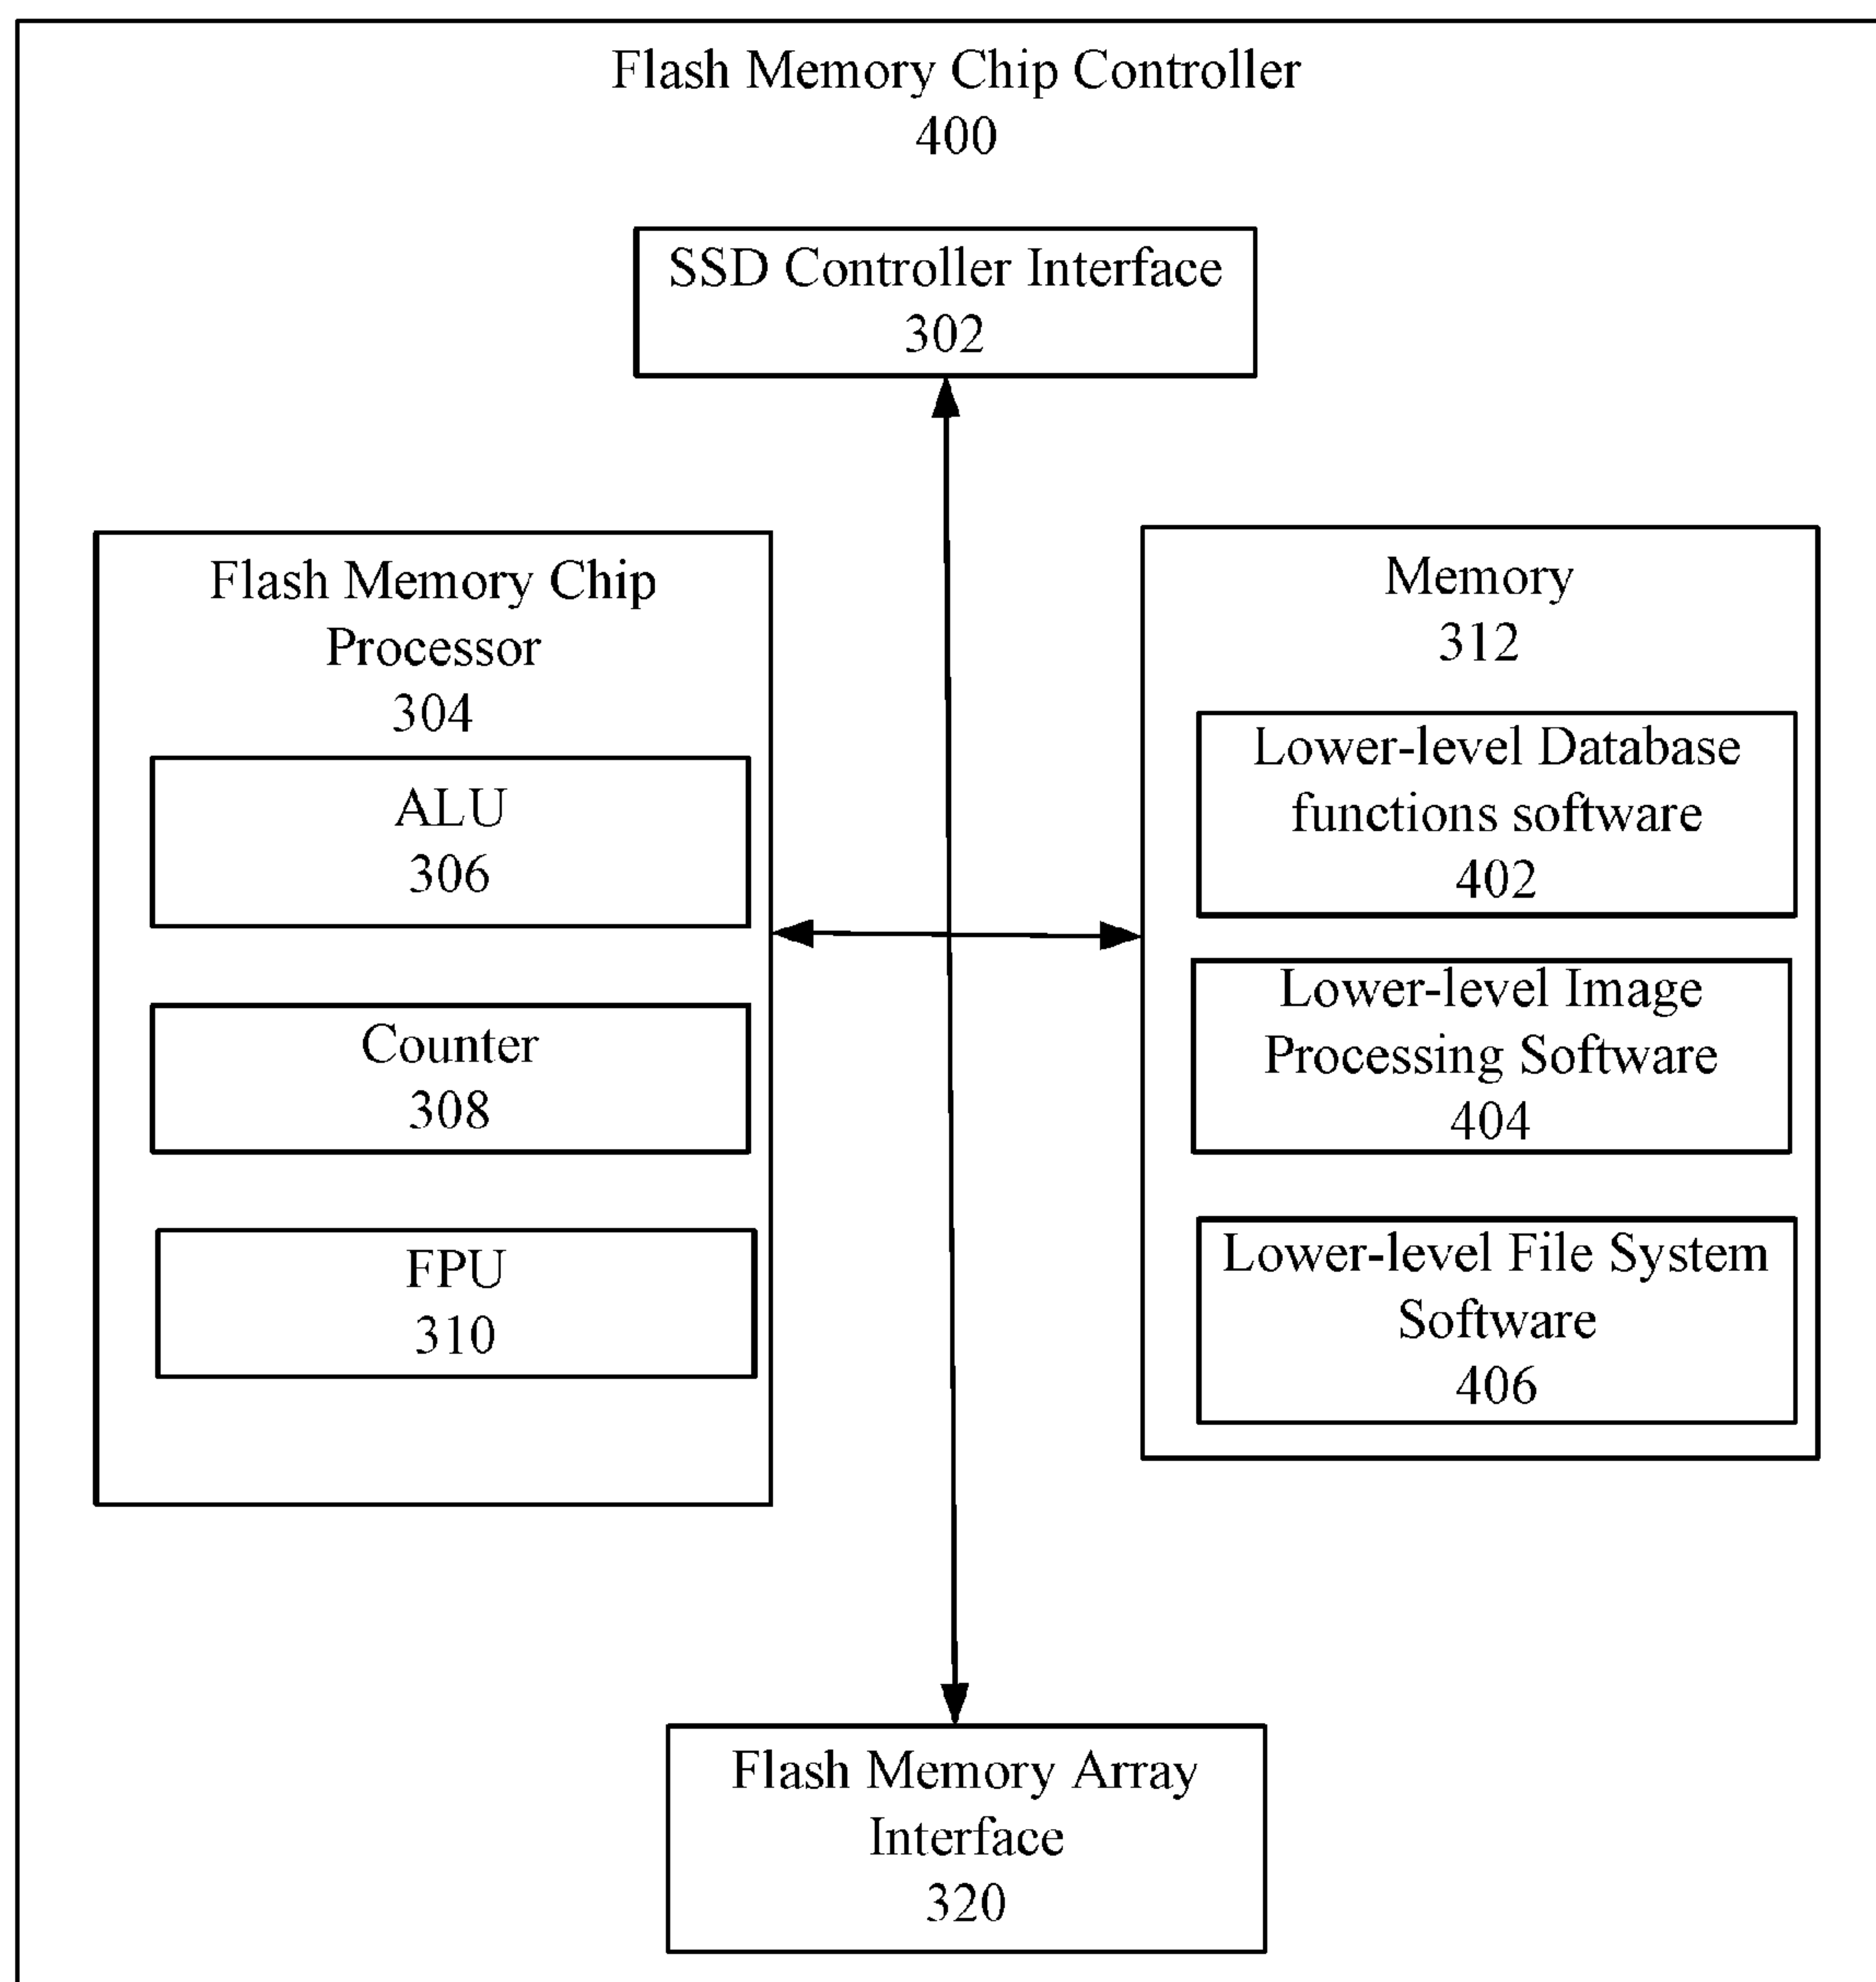 Flash Memory Chip Controller
400
SSD Controller Interface
302
Flash Memory Chip
Processor
304
ALU
306
Counter
308
FPU
310
Memory
312
Lower-level Database
functions software
402
Lower-level Image
Processing Software
404
Lower-level File System
Software
406
Flash Memory Array
Interface
320